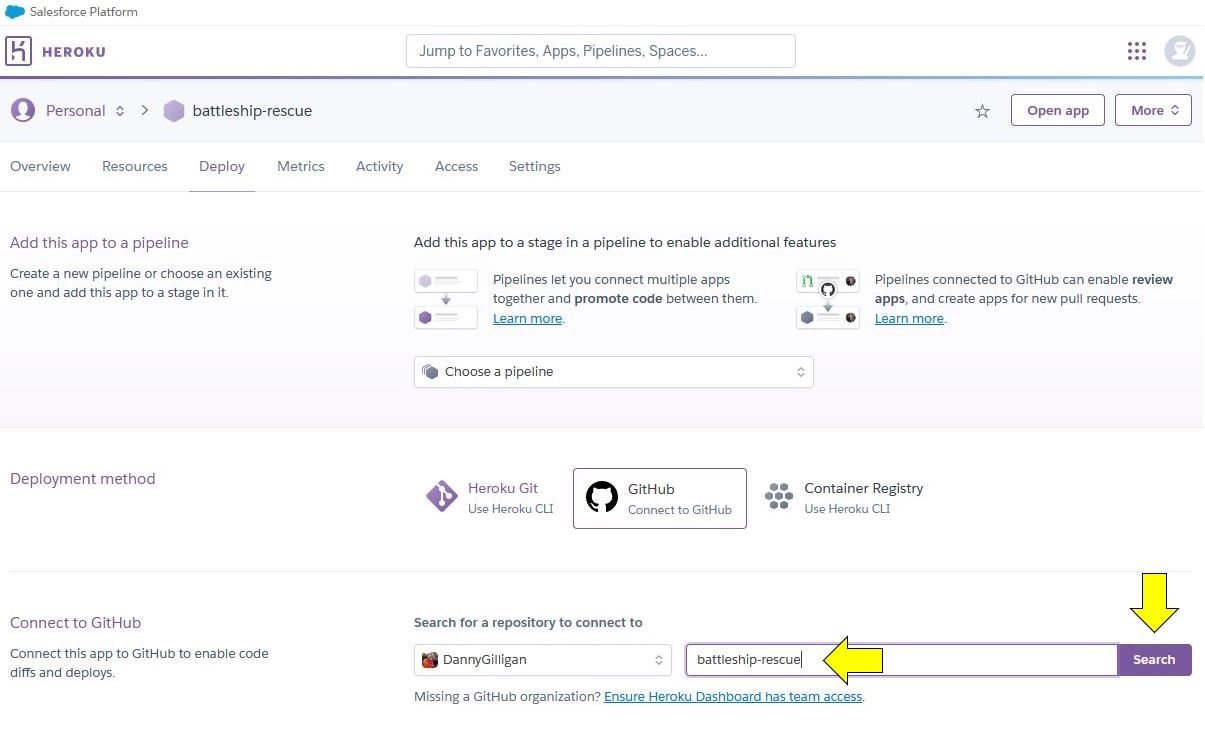 Salesforce Platform
HEROKU
Jump to Favorites, Apps, Pipelines, Spaces...
Personal
battleship-rescue
Open app
More
Overview Resources Deploy Metrics Activity Access Settings
Add this app to a pipeline
Create a new pipeline or choose an existing
one and add this app to a stage in it.
Add this app to a stage in a pipeline to enable additional features
Pipelines let you connect multiple apps
together and promote code between them.
Learn more.
Pipelines connected to GitHub can enable review
apps, and create apps for new pull requests.
Learn more.
Choose a pipeline
Deployment method
Heroku Git
Use Heroku CLI
GitHub
Connect to GitHub
Container Registry
Use Heroku CLI
Connect to GitHub
Connect this app to GitHub to enable code
diffs and deploys.
Search for a repository to connect to
DannyGilligan
battleship-rescue
Search
Missing a GitHub organization? Ensure Heroku Dashboard has team access.